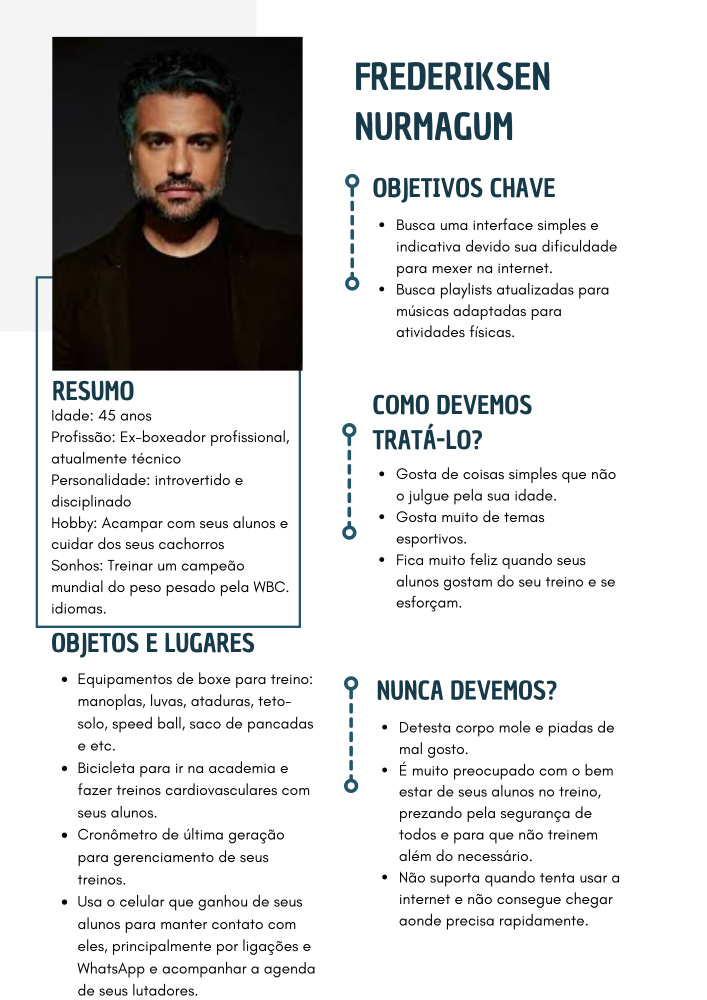 FREDERIKSEN
NURMAGUM
OBJETIVOS CHAVE
• Busca uma interface simples e
indicativa devido sua dificuldade
para mexer na internet.
• Busca playlists atualizadas para
músicas adaptadas para
atividades físicas.
RESUMO
Idade: 45 anos
Profissão: Ex-boxeador profissional,
atualmente técnico
Personalidade: introvertido e
disciplinado
Hobby: Acampar com seus alunos e
cuidar dos seus cachorros
Sonhos: Treinar um campeão
mundial do peso pesado pela WBC.
idiomas.
COMO DEVEMOS
TRATÁ-LO?
• Gosta de coisas simples que não
o julgue pela sua idade.
• Gosta muito de temas
esportivos.
• Fica muito feliz quando seus
alunos gostam do seu treino e se
esforçam.
OBJETOS E LUGARES
• Equipamentos de boxe para treino:
manoplas, luvas, ataduras, teto-
solo, speed ball, saco de pancadas
e etc.
• Bicicleta para ir na academia e
fazer treinos cardiovasculares com
seus alunos.
• Cronômetro de última geração
para gerenciamento de seus
treinos.
• Usa o celular que ganhou de seus
alunos para manter contato com
eles, principalmente por ligações e
WhatsApp e acompanhar a agenda
de seus lutadores.
NUNCA DEVEMOS?
• Detesta corpo mole e piadas de
mal gosto.
• É muito preocupado com o bem
estar de seus alunos no treino,
prezando pela segurança de
todos e para que não treinem
além do necessário.
• Não suporta quando tenta usar a
internet e não consegue chegar
aonde precisa rapidamente.